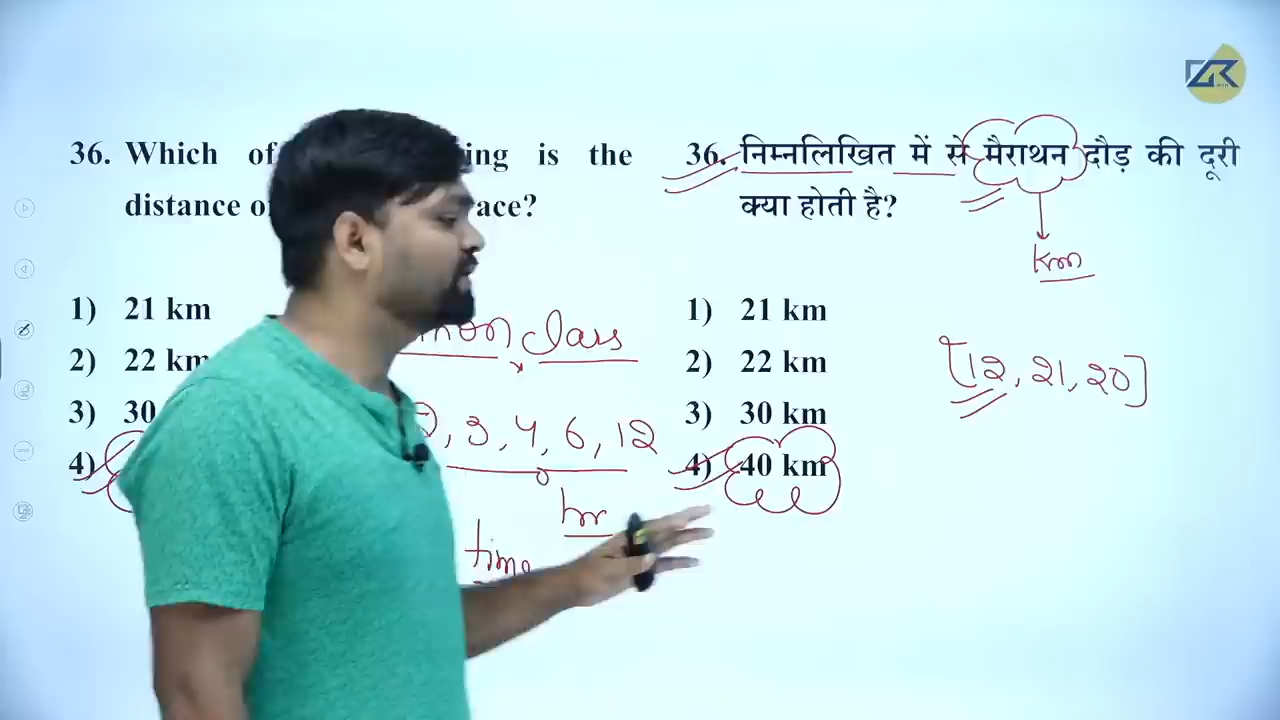 36. Which of ing is the
distance o ace?
1) 21 km
2) 22 km
3) 30
4)
class
, 3, 4, 6, 12
hr
time
36. निम्नलिखित में से मैराथन दौड़ की दूरी
क्या होती है?
km
1) 21 km
2) 22 km
3) 30 km
4) 40 km
[12, 21, 20]